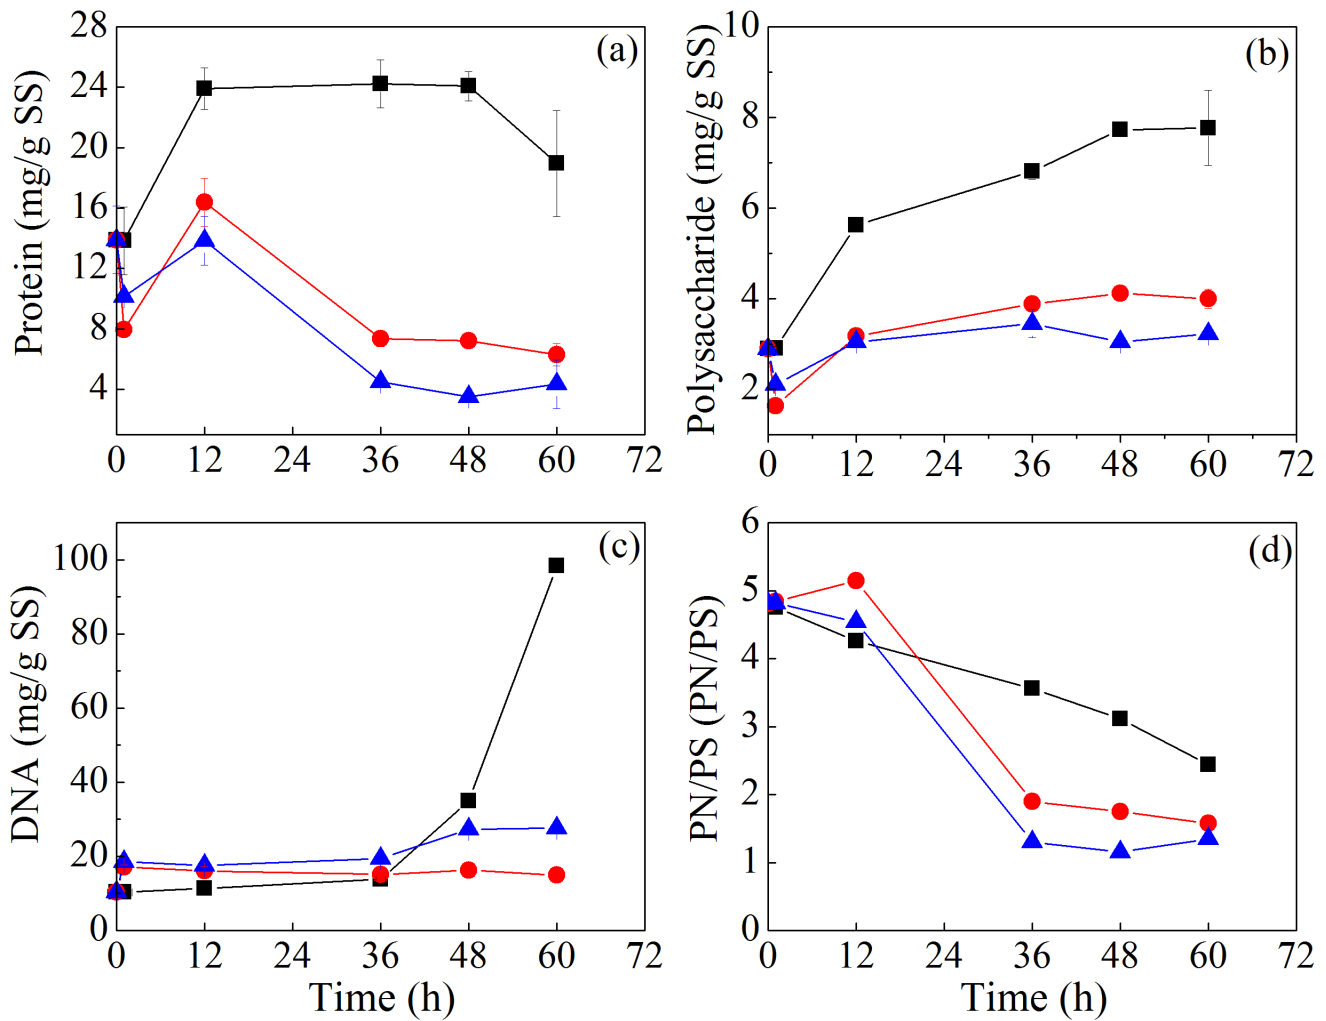 (a)
Protein (mg/g SS)
28
24
20
16
12
8
4
0 12 24 36 48 60 72
(b)
Polysaccharide (mg/g SS)
10
8
6
4
2
0 12 24 36 48 60 72
(c)
DNA (mg/g SS)
100
80
60
40
20
0
0 12 24 36 48 60 72
Time (h)
(d)
PN/PS (PN/PS)
6
5
4
3
2
1
0
0 12 24 36 48 60 72
Time (h)